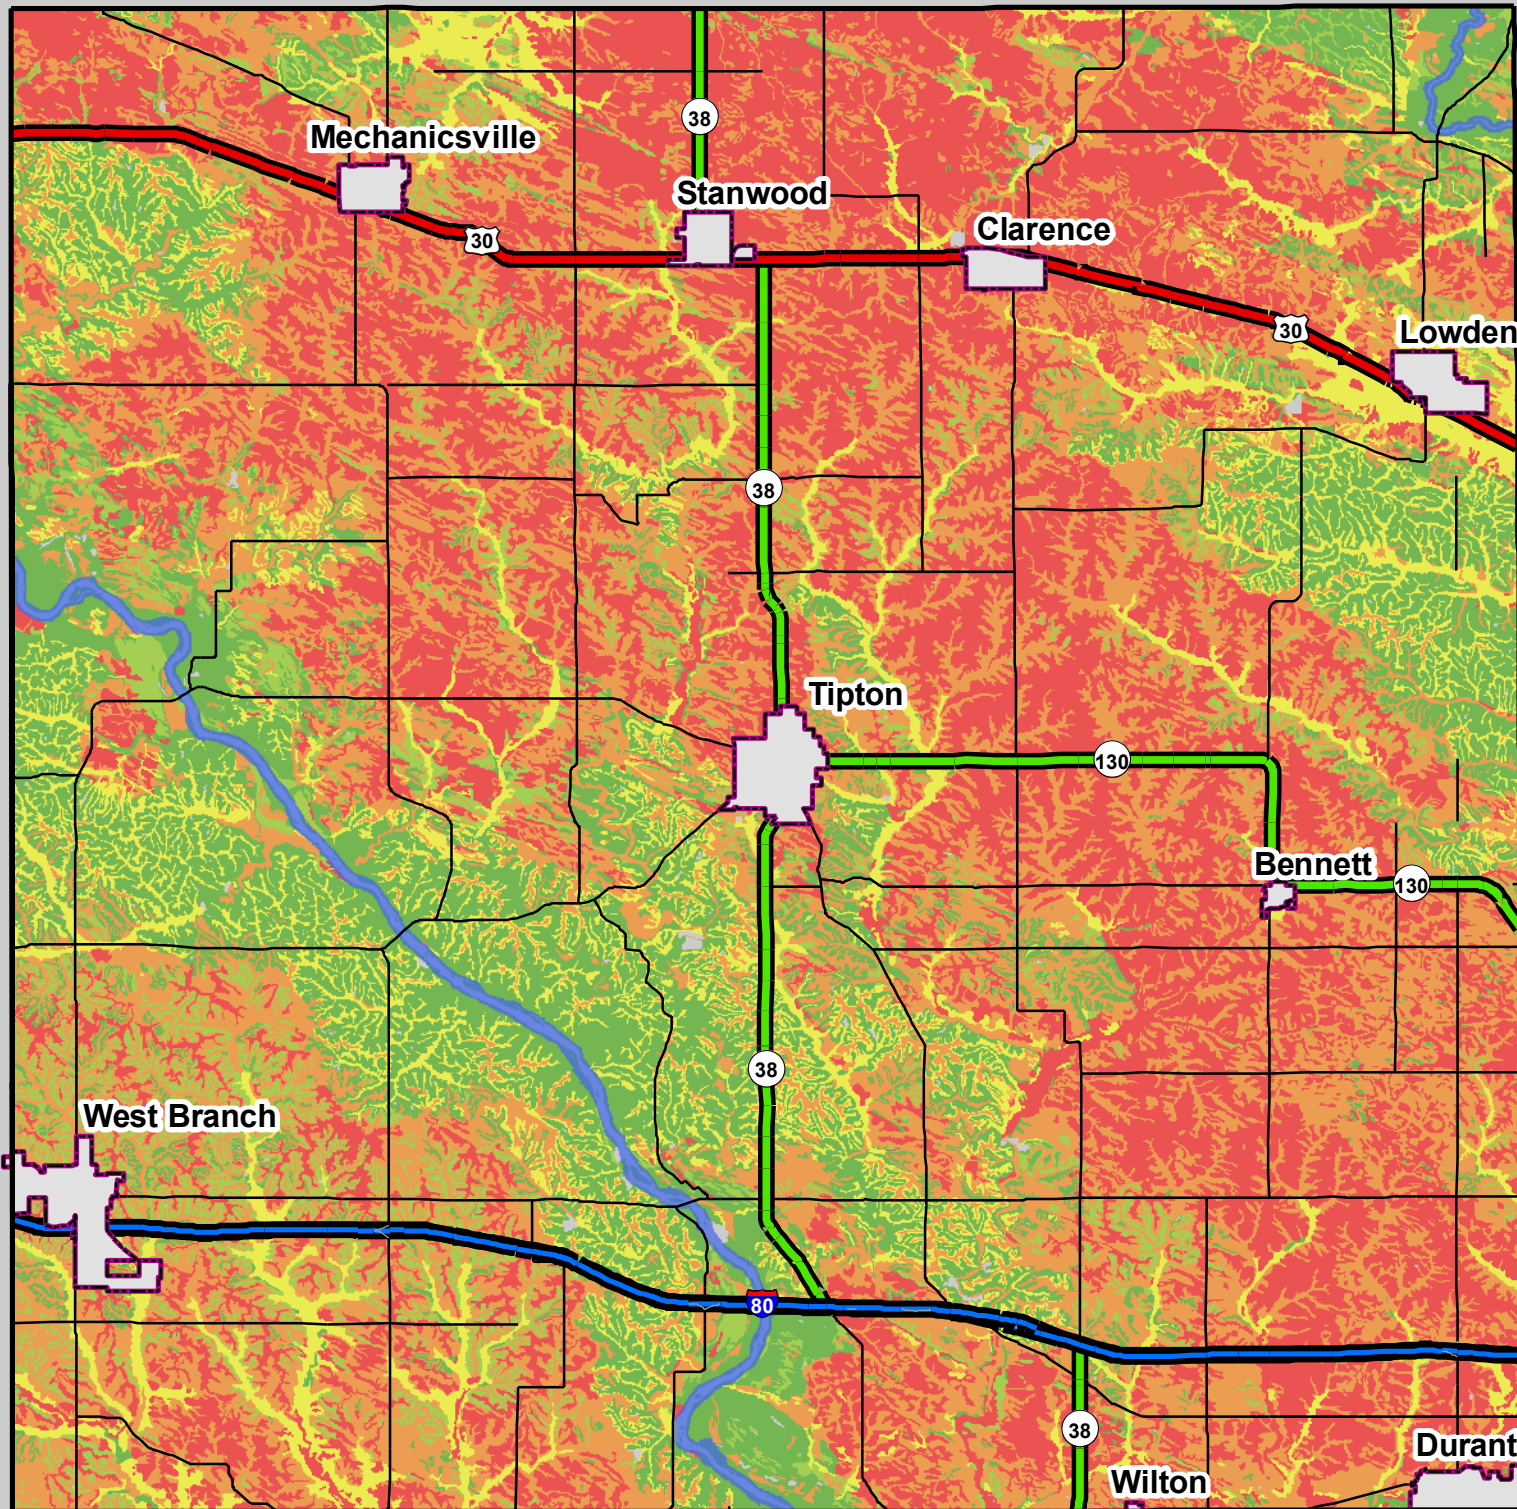 38
Mechanicsville
Stanwood
Clarence
30
30
Lowden
38
Tipton
130
Bennett
130
38
West Branch
80
38
Durant
Wilton